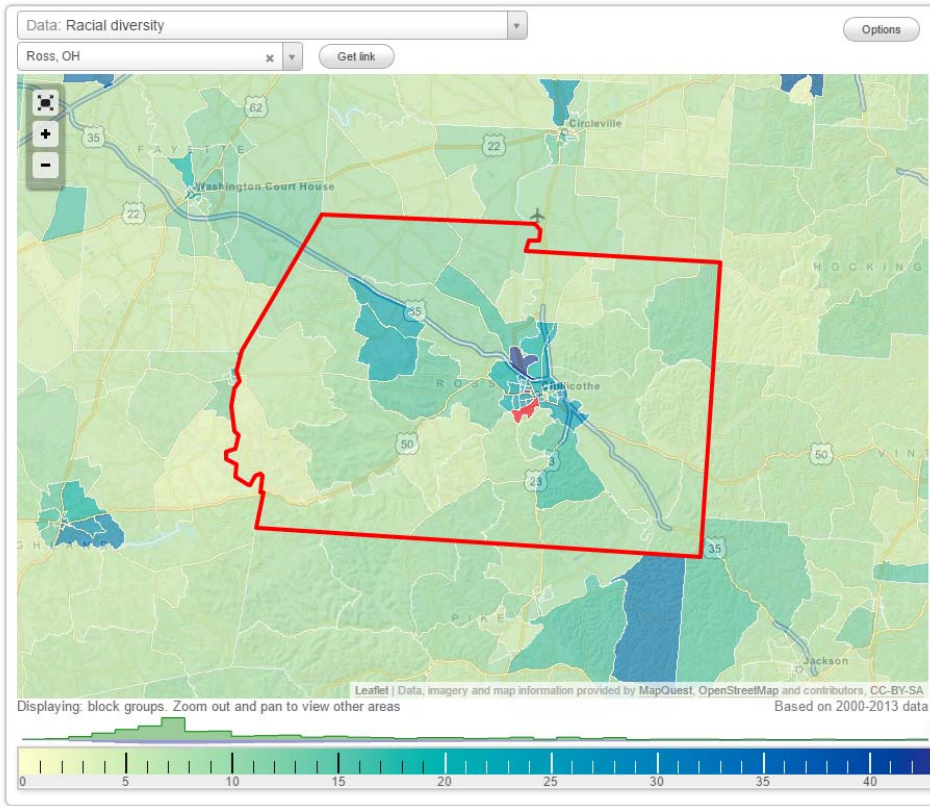 Data: Racial diversity
Options
Ross, OH
Get link
62
Circleville
35
FAYETTE
22
Washington Court House
22
HOCKING
35
ROSS
Chillicothe
50
50
VINT
23
GHLAND
35
PIKE
Jackson
Leaflet | Data, imagery and map information provided by MapQuest, OpenStreetMap and contributors, CC-BY-SA
Displaying: block groups. Zoom out and pan to view other areas
Based on 2000-2013 data
0 5 10 15 20 25 30 35 40